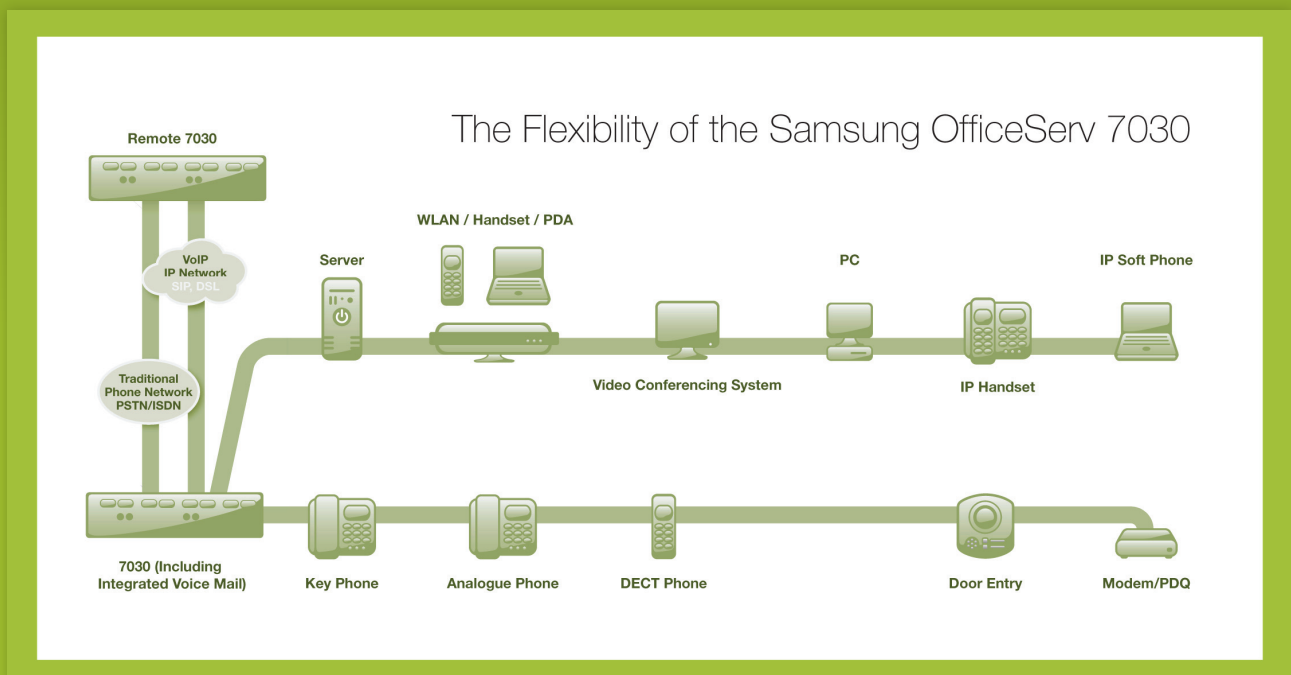 The Flexibility of the Samsung OfficeServ 7030
Remote 7030
WLAN / Handset / PDA
VoIP
IP Network
SIP, DSL
Server
PC
IP Soft Phone
Traditional
Phone Network
PSTN/ISDN
Video Conferencing System
IP Handset
7030 (Including
Integrated Voice Mail)
Key Phone
Analogue Phone
DECT Phone
Door Entry
Modem/PDQ